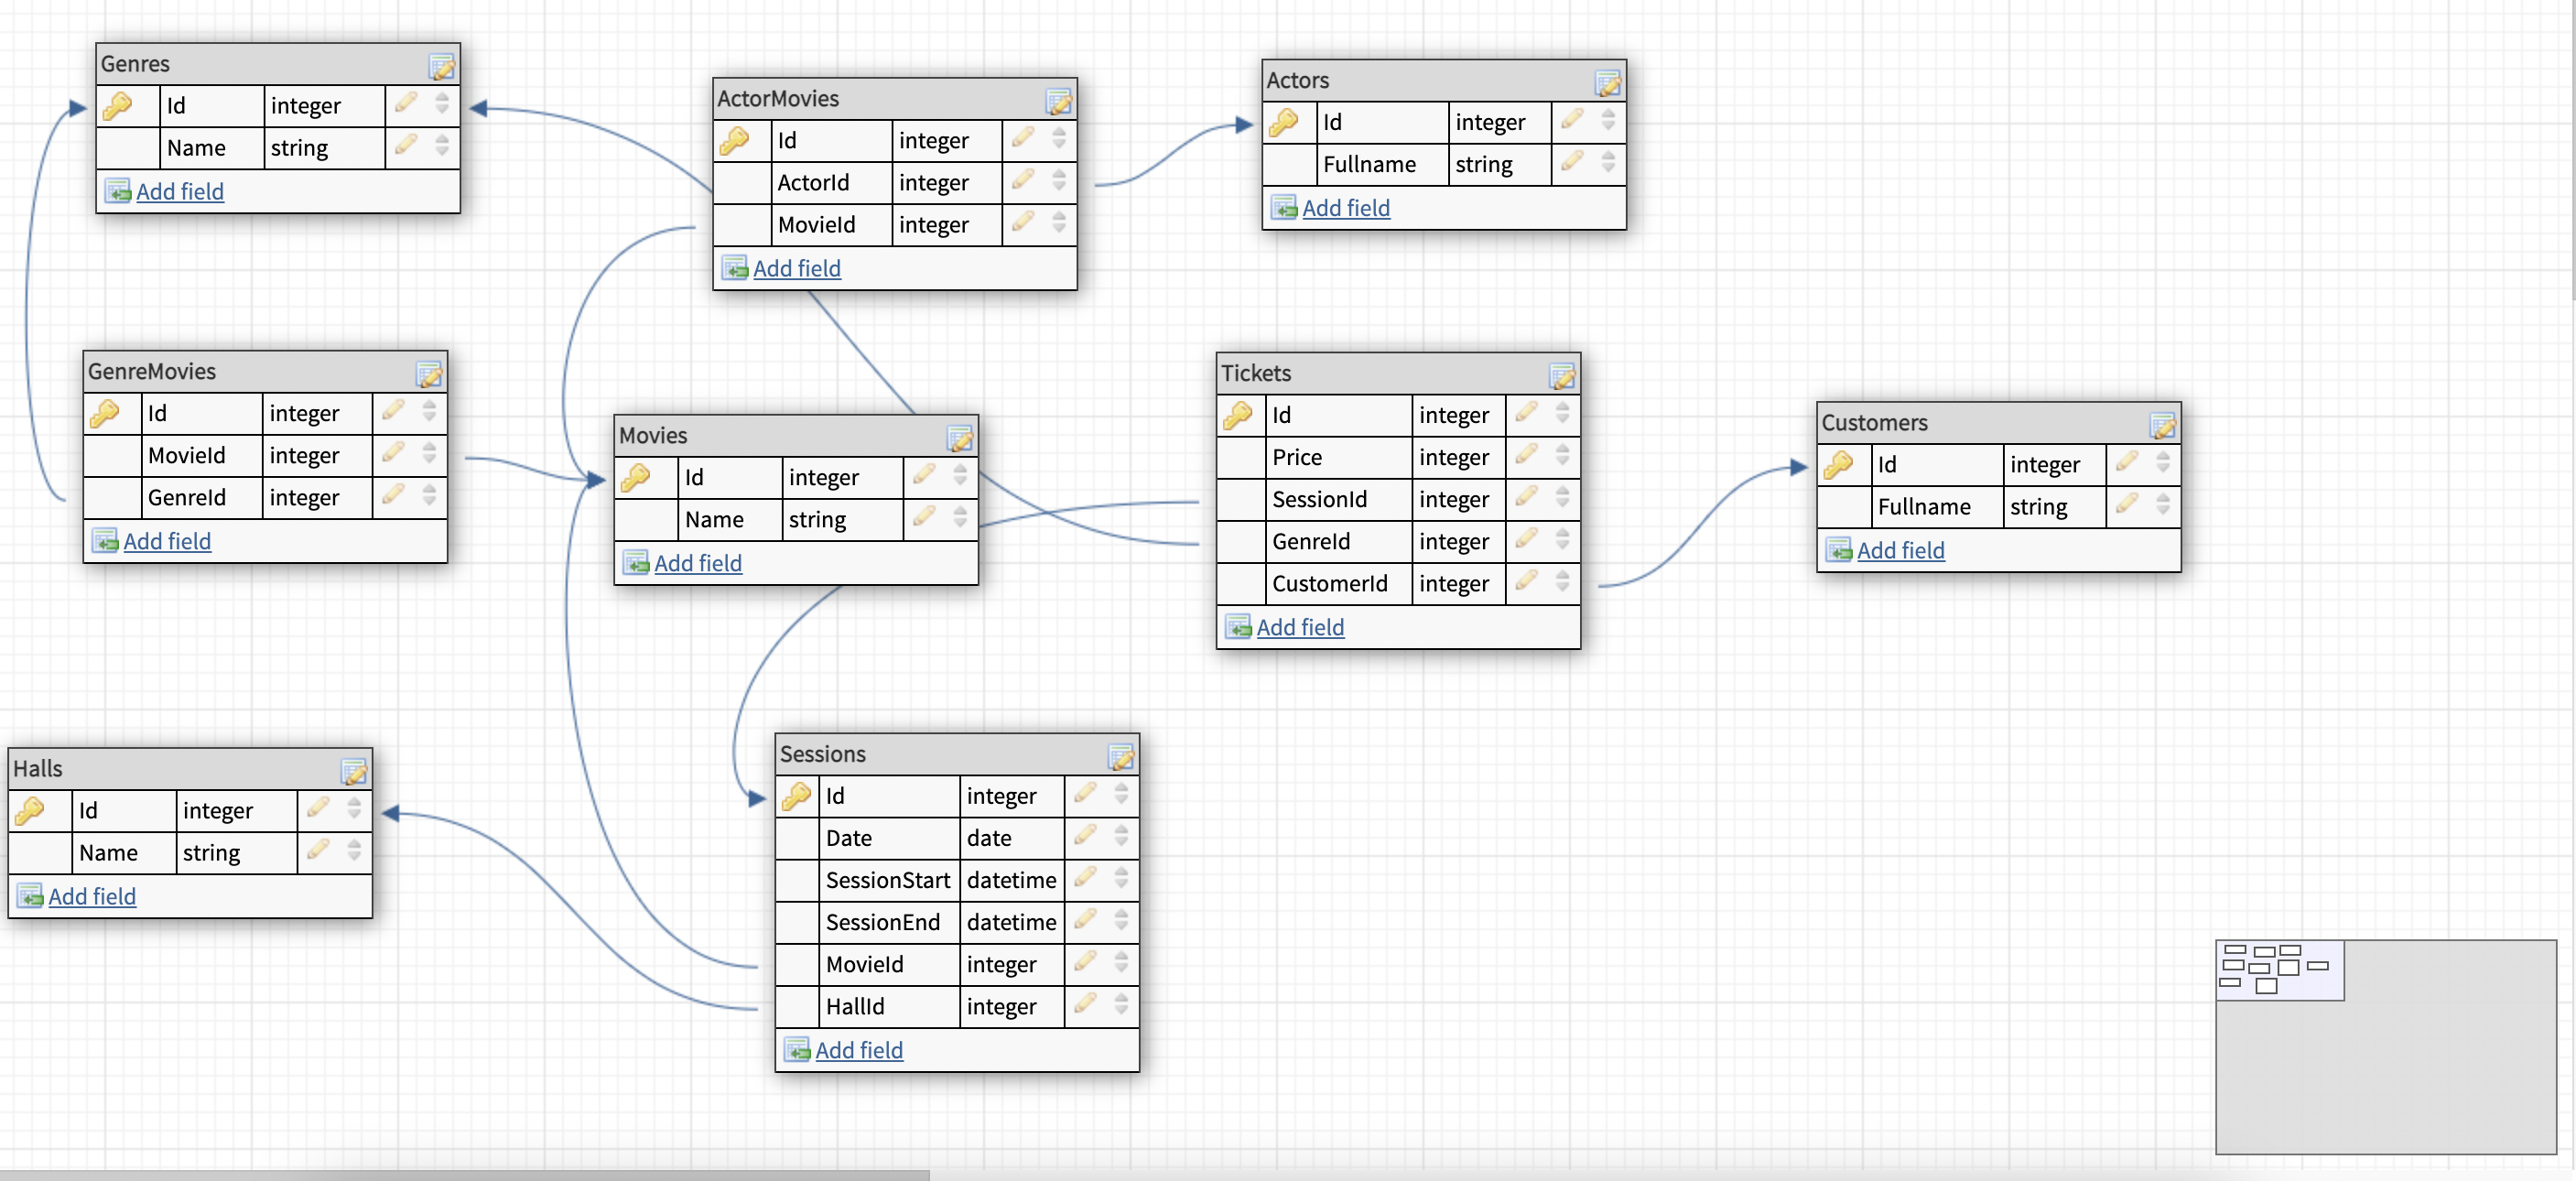 Genres
Id integer
Name string
Add field
ActorMovies
Id integer
ActorId integer
MovieId integer
Add field
Actors
Id integer
Fullname string
Add field
GenreMovies
Id integer
MovieId integer
GenreId integer
Add field
Movies
Id integer
Name string
Add field
Tickets
Id integer
Price integer
SessionId integer
GenreId integer
CustomerId integer
Add field
Customers
Id integer
Fullname string
Add field
Halls
Id integer
Name string
Add field
Sessions
Id integer
Date date
SessionStart datetime
SessionEnd datetime
MovieId integer
HallId integer
Add field